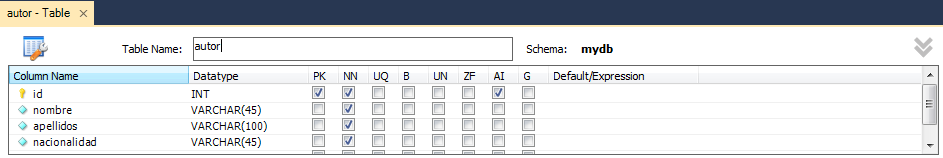 autor - Table ×
Table Name: autor Schema: mydb
Column Name Datatype PK NN UQ B UN ZF AI G Default/Expression
id INT
nombre VARCHAR(45)
apellidos VARCHAR(100)
nacionalidad VARCHAR(45)